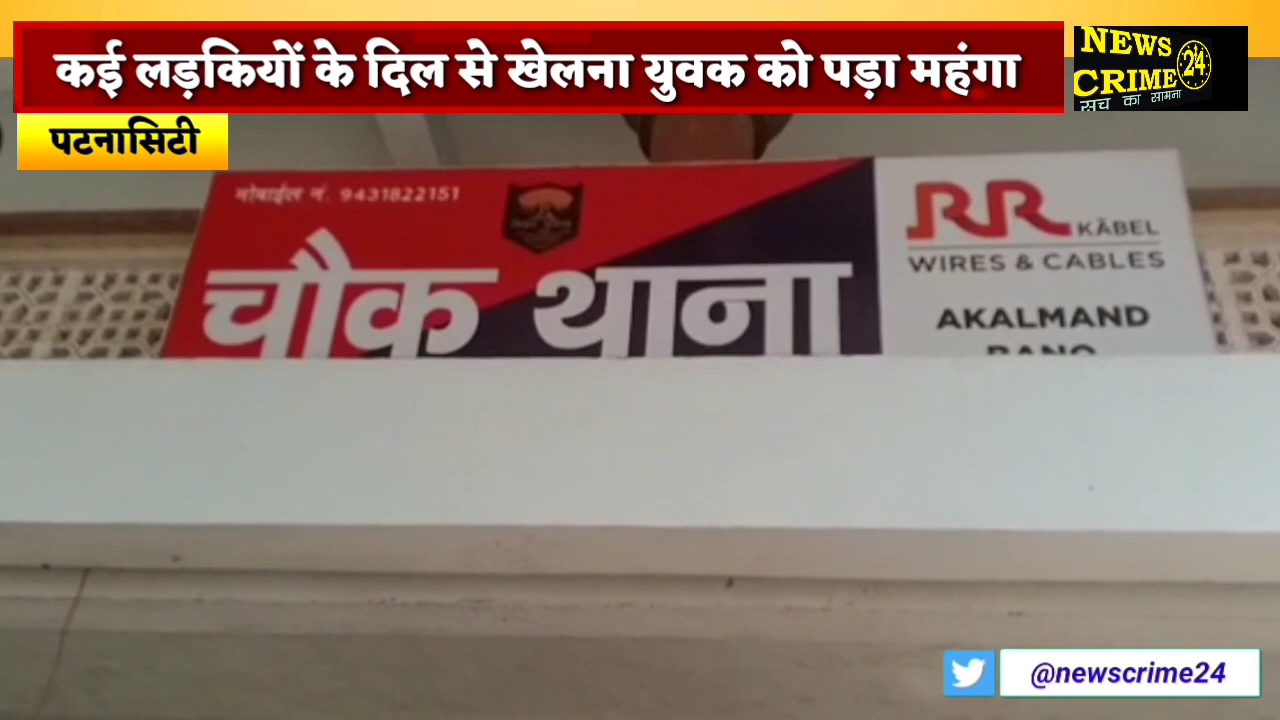 कई लड़कियों के दिल से खेलना युवक को पड़ा महंगा
NEWS
CRIME 24
सच का सामना
पटनासिटी
मोबाईल नं. 9431822151
चौक थाना
RR
KĀBEL
WIRES & CABLES
AKALMAND
@newscrime24